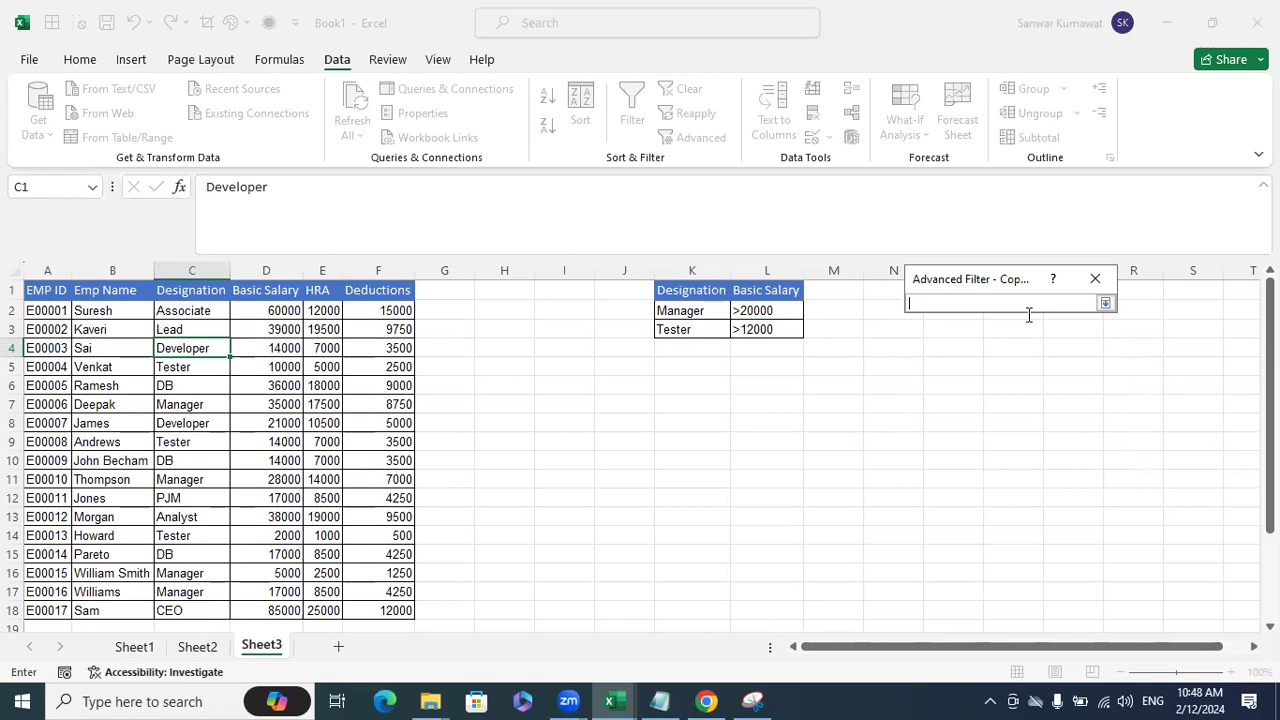 Book1 - Excel
Search
Sanwar Kumawat
SK
File Home Insert Page Layout Formulas Data Review View Help
Share
Get Data
From Text/CSV
From Web
From Table/Range
Recent Sources
Existing Connections
Get & Transform Data
Refresh All
Queries & Connections
Properties
Workbook Links
Queries & Connections
Sort
Filter
Clear
Reapply
Advanced
Sort & Filter
Text to Columns
Data Tools
What-If Analysis
Forecast Sheet
Forecast
Group
Ungroup
Subtotal
Outline
C1
fx
Developer
A B C D E F G H I J K L M N R S T
1 EMP ID Emp Name Designation Basic Salary HRA Deductions Designation Basic Salary
2 E00001 Suresh Associate 60000 12000 15000 Manager >20000
3 E00002 Kaveri Lead 39000 19500 9750 Tester >12000
4 E00003 Sai Developer 14000 7000 3500
5 E00004 Venkat Tester 10000 5000 2500
6 E00005 Ramesh DB 36000 18000 9000
7 E00006 Deepak Manager 35000 17500 8750
8 E00007 James Developer 21000 10500 5000
9 E00008 Andrews Tester 14000 7000 3500
10 E00009 John Becham DB 14000 7000 3500
11 E00010 Thompson Manager 28000 14000 7000
12 E00011 Jones PJM 17000 8500 4250
13 E00012 Morgan Analyst 38000 19000 9500
14 E00013 Howard Tester 2000 1000 500
15 E00014 Pareto DB 17000 8500 4250
16 E00015 William Smith Manager 5000 2500 1250
17 E00016 Williams Manager 17000 8500 4250
18 E00017 Sam CEO 85000 25000 12000
19
Advanced Filter - Cop... ?
Sheet1 Sheet2 Sheet3
Enter
Accessibility: Investigate
100%
Type here to search
zm
ENG
10:48 AM
2/12/2024